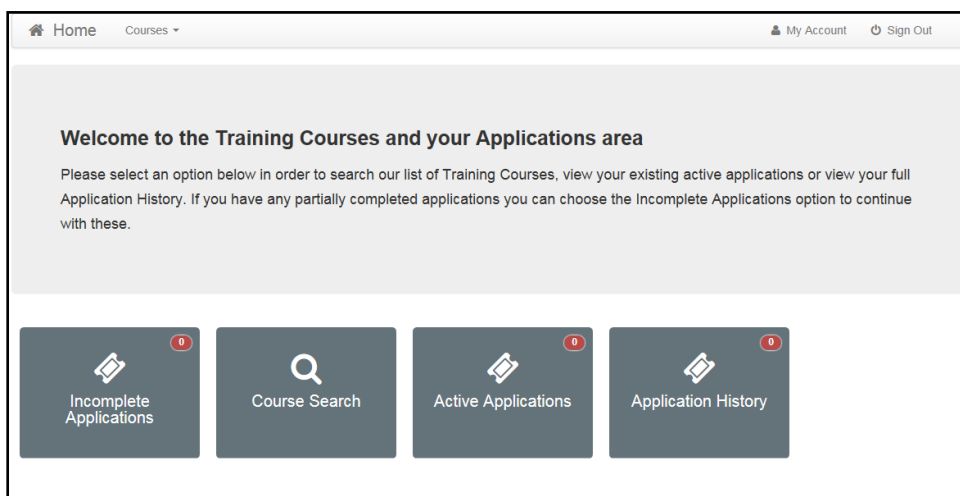 Home Courses My Account Sign Out
Welcome to the Training Courses and your Applications area
Please select an option below in order to search our list of Training Courses, view your existing active applications or view your full
Application History. If you have any partially completed applications you can choose the Incomplete Applications option to continue
with these.
0
Incomplete
Applications
Course Search
0
Active Applications
0
Application History